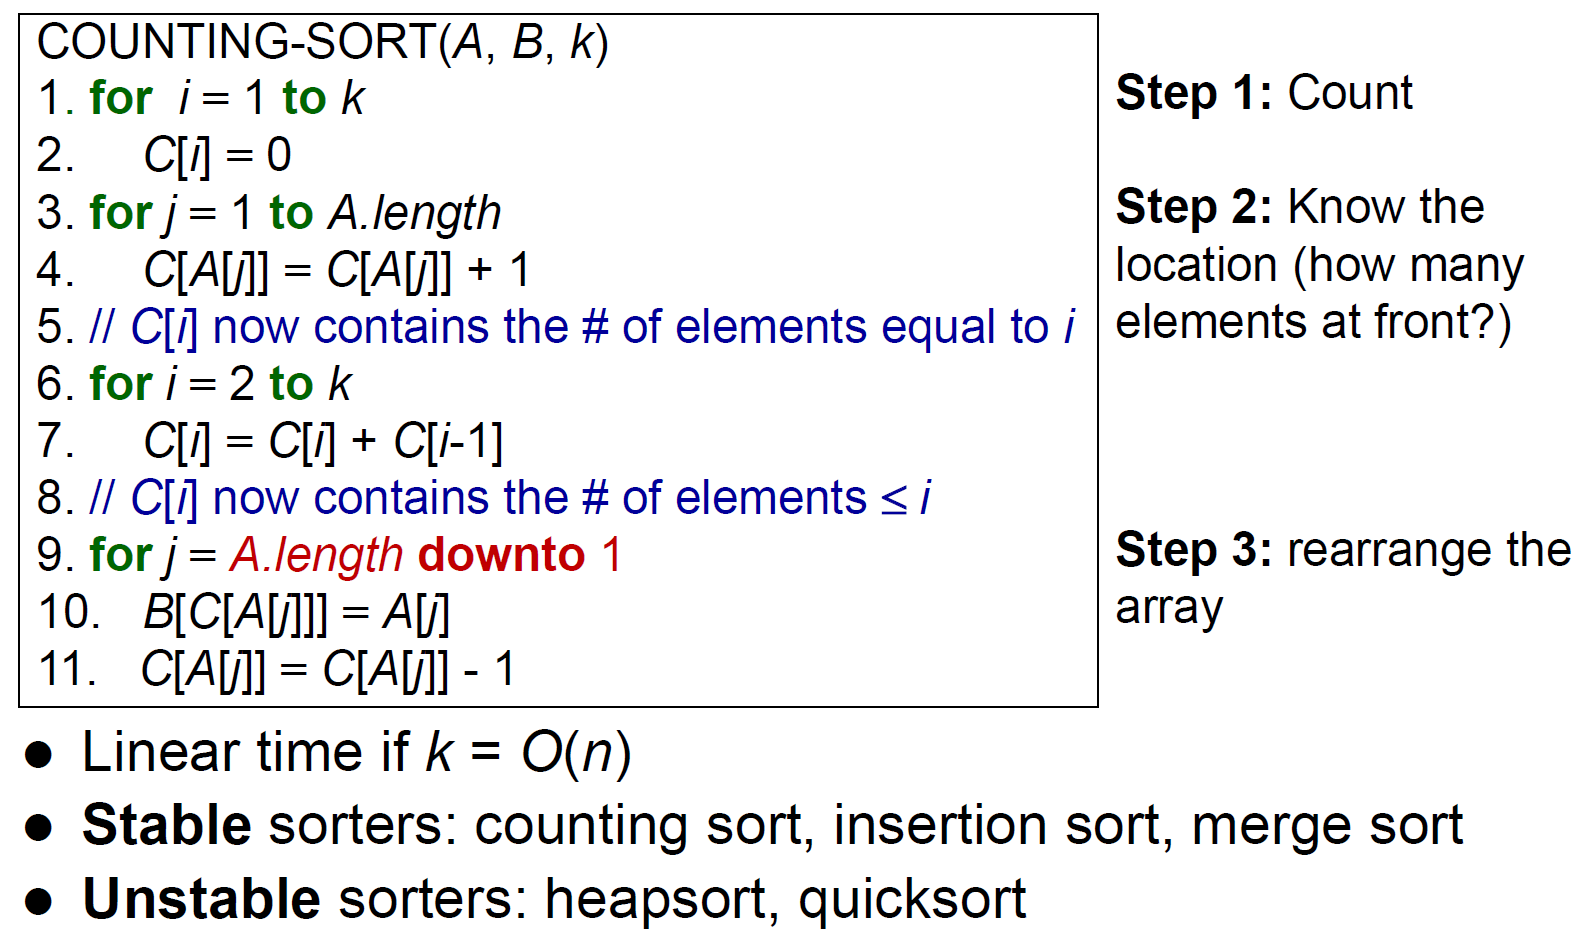 COUNTING-SORT(A, B, k)
1. for i = 1 to k
2. C[i] = 0
3. for j = 1 to A.length
4. C[A[j]] = C[A[j]] + 1
5. // C[i] now contains the # of elements equal to i
6. for i = 2 to k
7. C[i] = C[i] + C[i-1]
8. // C[i] now contains the # of elements ≤ i
9. for j = A.length downto 1
10. B[C[A[j]]] = A[j]
11. C[A[j]] = C[A[j]] - 1
Step 1: Count
Step 2: Know the
location (how many
elements at front?)
Step 3: rearrange the
array
● Linear time if k = O(n)
● Stable sorters: counting sort, insertion sort, merge sort
● Unstable sorters: heapsort, quicksort